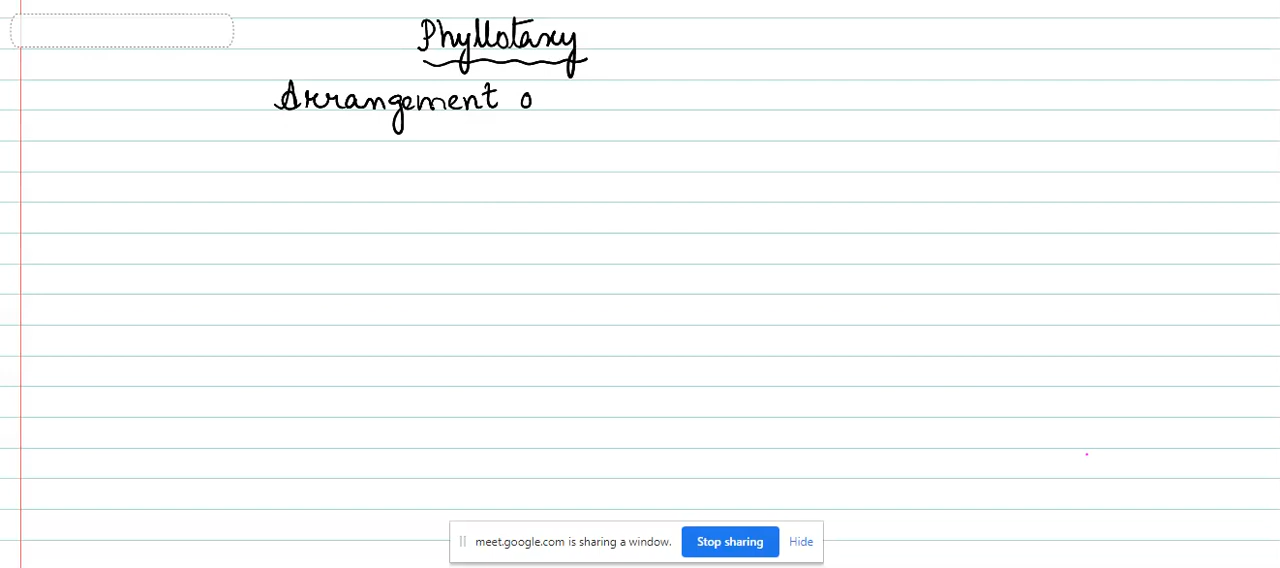 Phyllotaxy
Arrangement o
meet.google.com is sharing a window. Stop sharing Hide